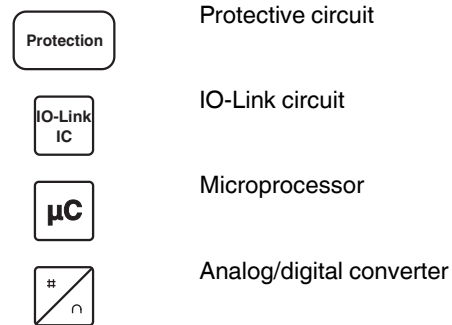 Protection
Protective circuit
IO-Link
IC
IO-Link circuit
µC
Microprocessor
#
∩
Analog/digital converter